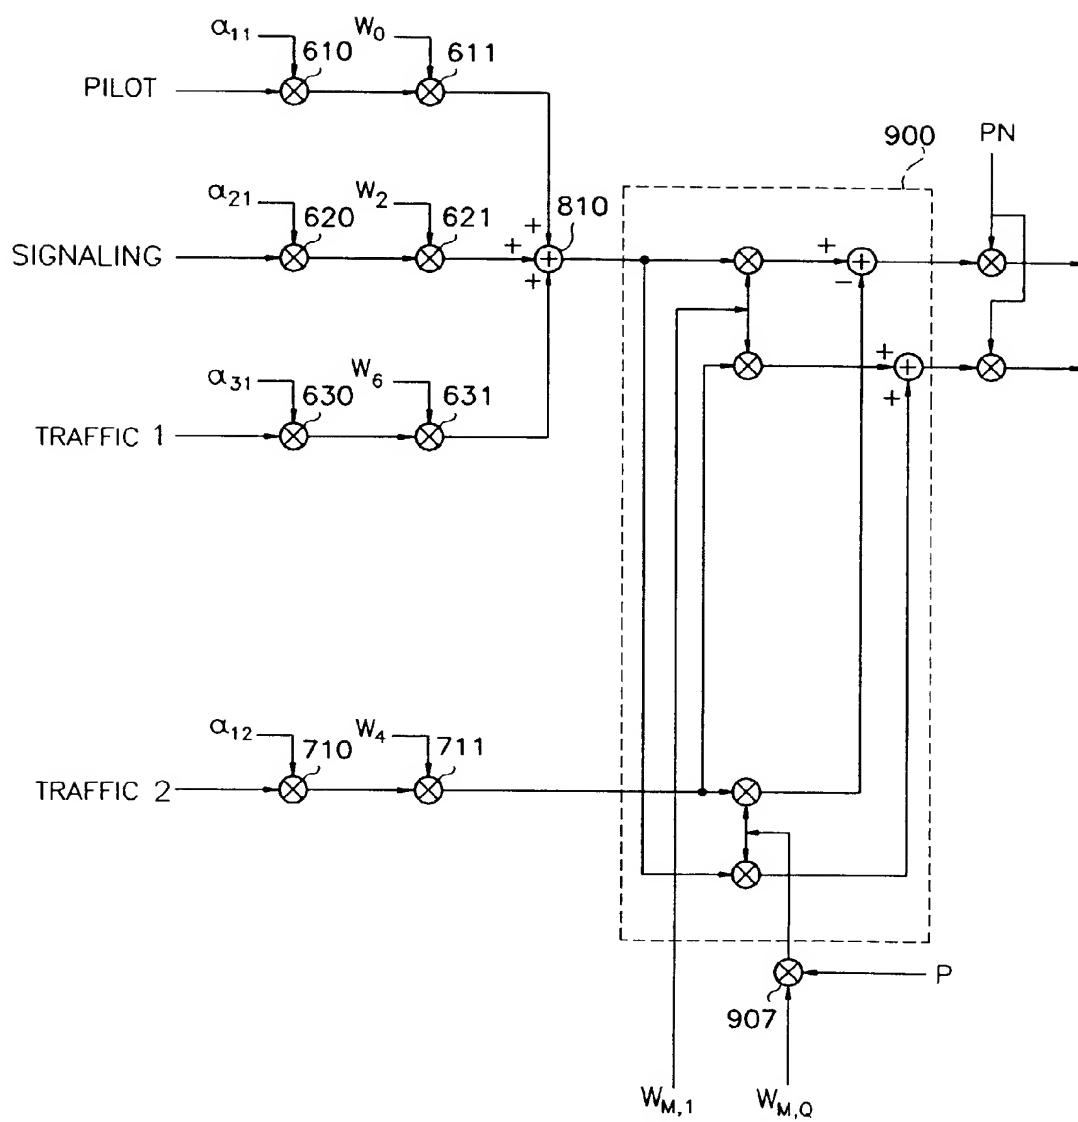 α11 W0
610 611
PILOT
PN
900
α21 W2
620 621 810
+
SIGNALING + + + +
+ −
α31 W6
+ +
630 631 +
TRAFFIC 1
α12 W4
710 711
TRAFFIC 2
P
907
WM,1 WM,Q